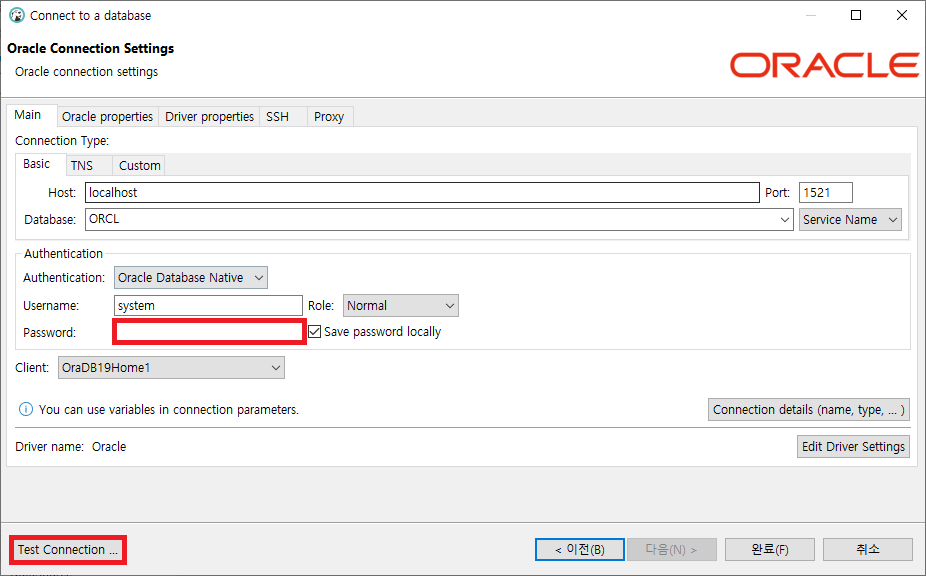 Connect to a database
Oracle Connection Settings
Oracle connection settings
ORACLE
Main Oracle properties Driver properties SSH Proxy
Connection Type:
Basic TNS Custom
Host: localhost Port: 1521
Database: ORCL Service Name
Authentication
Authentication: Oracle Database Native
Username: system Role: Normal
Password: Save password locally
Client: OraDB19Home1
You can use variables in connection parameters. Connection details (name, type, ... )
Driver name: Oracle Edit Driver Settings
Test Connection ... < 이전(B) 다음(N) > 완료(F) 취소